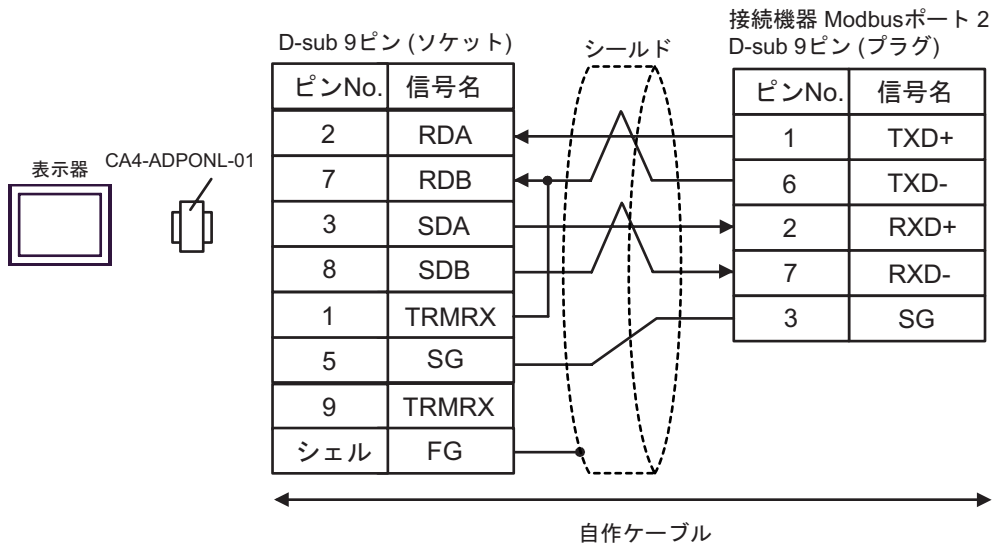 接続機器 Modbusポート 2
D-sub 9ピン (ソケット)
シールド
D-sub 9ピン (プラグ)
ピンNo. 信号名
2 RDA
7 RDB
3 SDA
8 SDB
1 TRMRX
5 SG
9 TRMRX
シェル FG
ピンNo. 信号名
1 TXD+
6 TXD-
2 RXD+
7 RXD-
3 SG
表示器
CA4-ADPONL-01
自作ケーブル